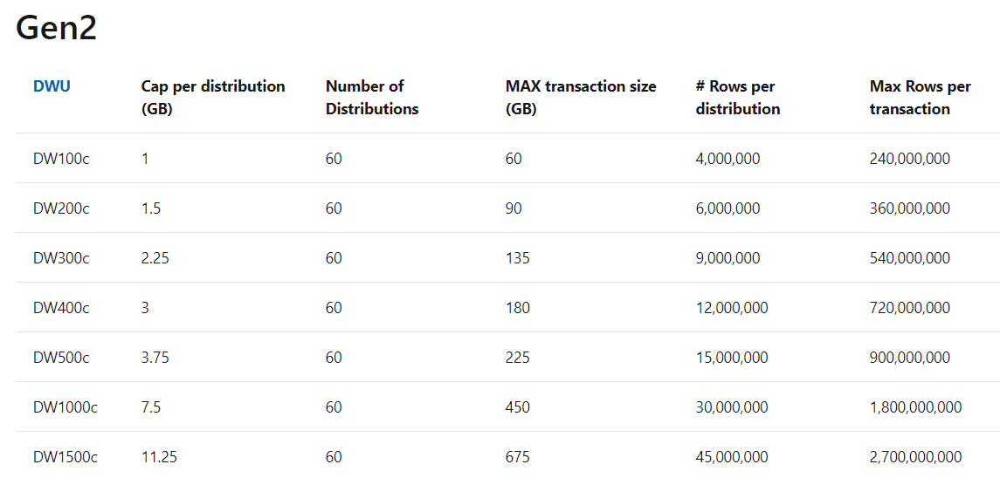 Gen2
DWU Cap per distribution (GB) Number of Distributions MAX transaction size (GB) # Rows per distribution Max Rows per transaction
DW100c 1 60 60 4,000,000 240,000,000
DW200c 1.5 60 90 6,000,000 360,000,000
DW300c 2.25 60 135 9,000,000 540,000,000
DW400c 3 60 180 12,000,000 720,000,000
DW500c 3.75 60 225 15,000,000 900,000,000
DW1000c 7.5 60 450 30,000,000 1,800,000,000
DW1500c 11.25 60 675 45,000,000 2,700,000,000